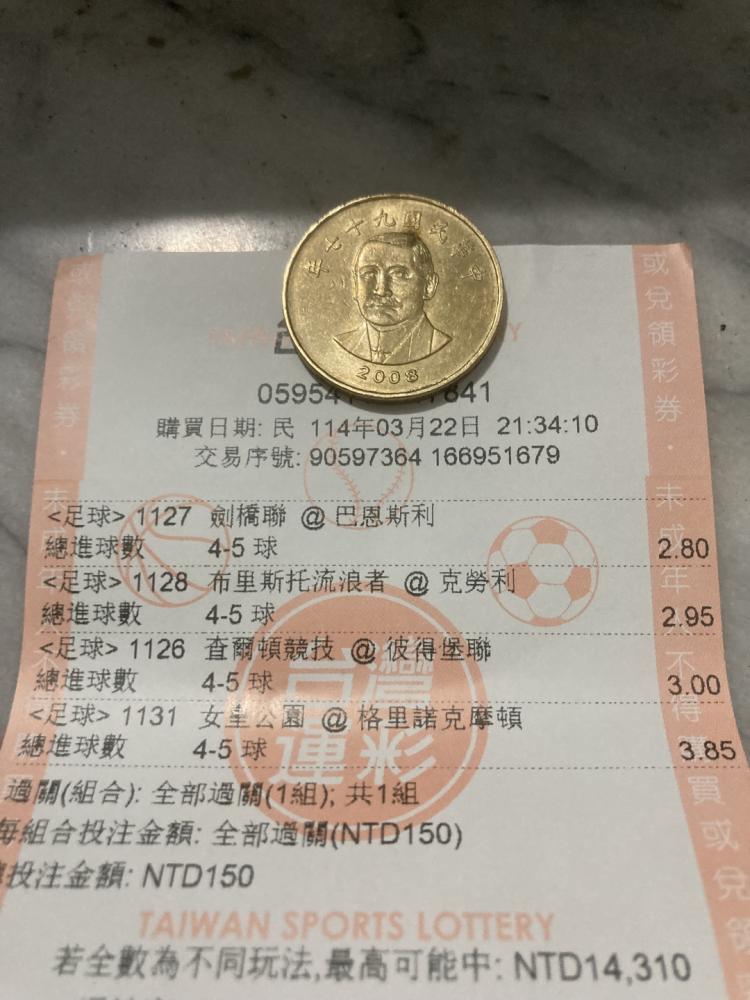 中華民國九十七年
2008
購買日期: 民 114年03月22日 21:34:10
交易序號: 90597364 166951679
<足球> 1127 劍橋聯 @ 巴恩斯利
總進球數 4-5 球 2.80
<足球> 1128 布里斯托流浪者 @ 克勞利
總進球數 4-5 球 2.95
<足球> 1126 查爾頓競技 @ 彼得堡聯
總進球數 4-5 球 3.00
<足球> 1131 女皇公園 @ 格里諾克摩頓
總進球數 4-5 球 3.85
過關(組合): 全部過關(1組); 共1組
每組合投注金額: 全部過關(NTD150)
投注金額: NTD150
TAIWAN SPORTS LOTTERY
若全數為不同玩法,最高可能中: NTD14,310
台灣運彩
或兌領彩券・未成年
或兌領彩券・未成年人不得購買或兌領